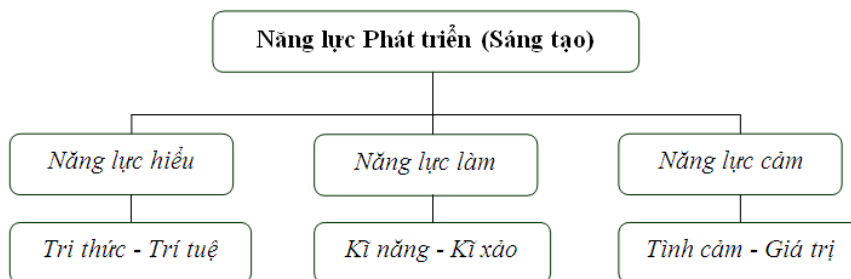 Năng lực Phát triển (Sáng tạo)
Năng lực hiểu
Năng lực làm
Năng lực cảm
Tri thức - Trí tuệ
Kĩ năng - Kĩ xảo
Tình cảm - Giá trị